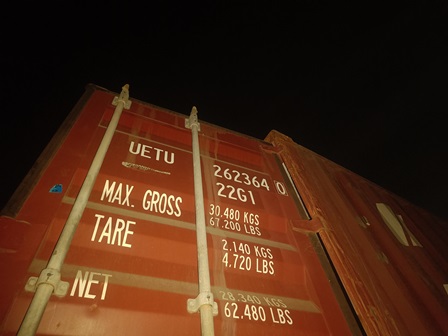 UETU 262364 0
22G1
MAX. GROSS 30.480 KGS
67.200 LBS
TARE 2.140 KGS
4.720 LBS
NET 28.340 KGS
62.480 LBS